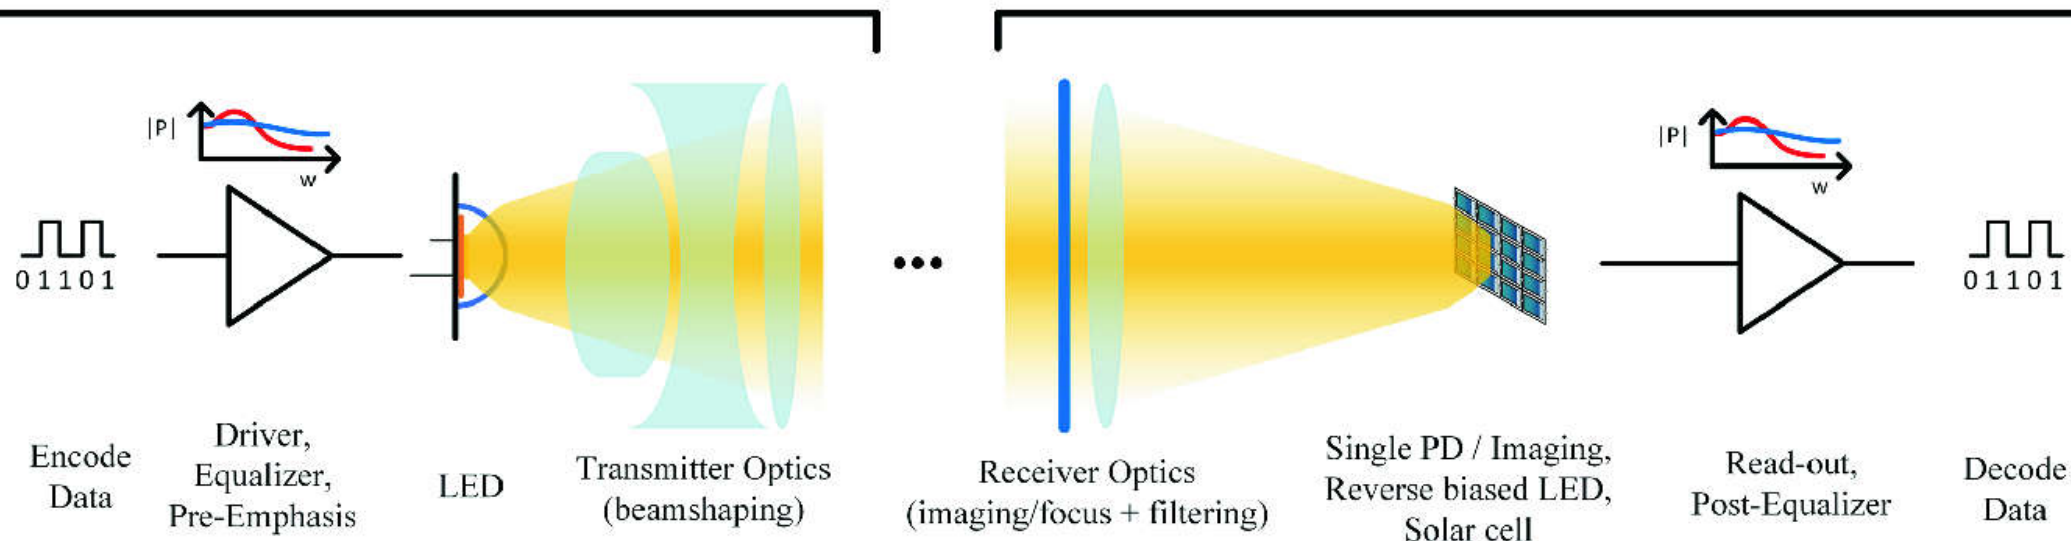 |P|
w
0 1 1 0 1
|P|
w
0 1 1 0 1
Encode
Data
Driver,
Equalizer,
Pre-Emphasis
LED
Transmitter Optics
(beamshaping)
Receiver Optics
(imaging/focus + filtering)
Single PD / Imaging,
Reverse biased LED,
Solar cell
Read-out,
Post-Equalizer
Decode
Data